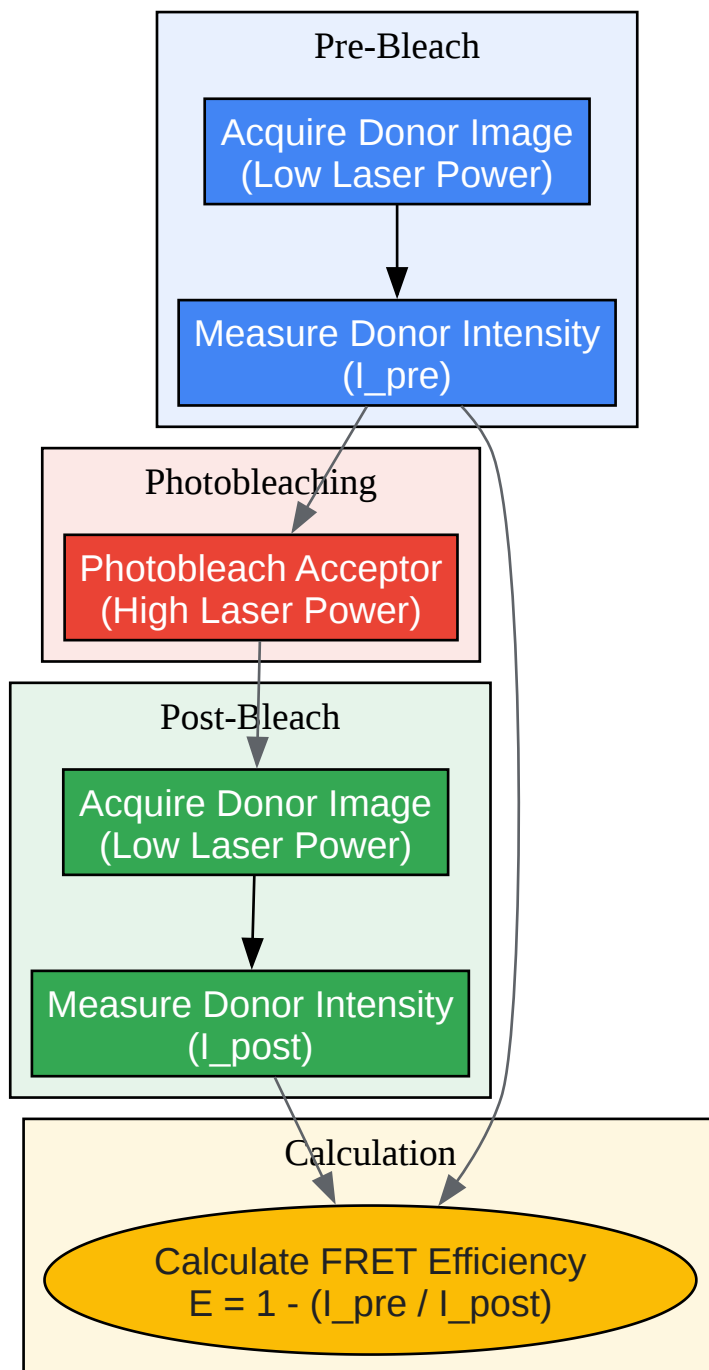 Pre-Bleach
Acquire Donor Image
(Low Laser Power)
Measure Donor Intensity
(I_pre)
Photobleaching
Photobleach Acceptor
(High Laser Power)
Post-Bleach
Acquire Donor Image
(Low Laser Power)
Measure Donor Intensity
(I_post)
Calculation
Calculate FRET Efficiency
E = 1 - (I_pre / I_post)